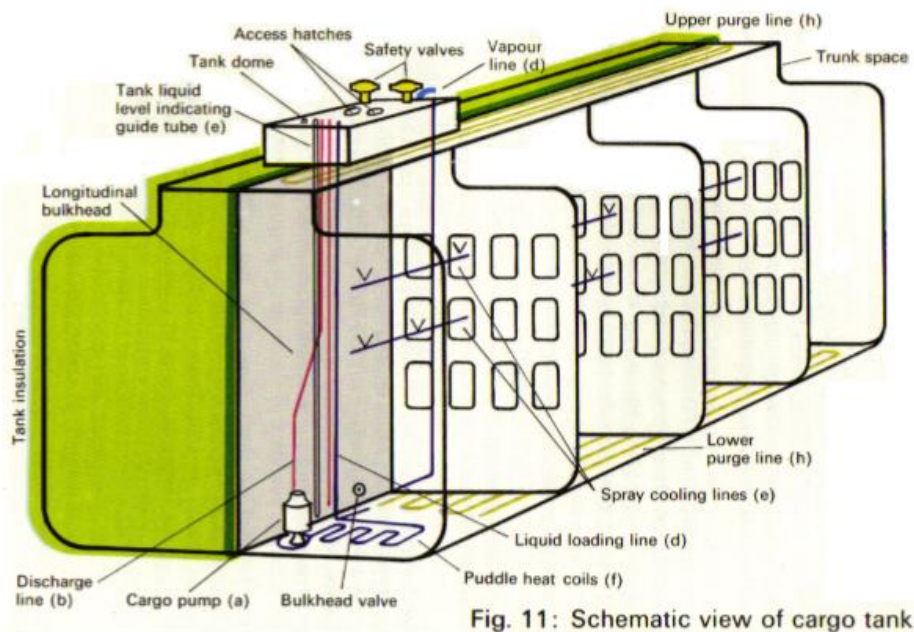 Upper purge line (h)
Access hatches
Safety valves
Vapour
line (d)
Trunk space
Tank dome
Tank liquid
level indicating
guide tube (e)
Longitudinal
bulkhead
Tank insulation
Lower
purge line (h)
Spray cooling lines (e)
Liquid loading line (d)
Puddle heat coils (f)
Discharge
line (b)
Cargo pump (a)
Bulkhead valve
Fig. 11: Schematic view of cargo tank